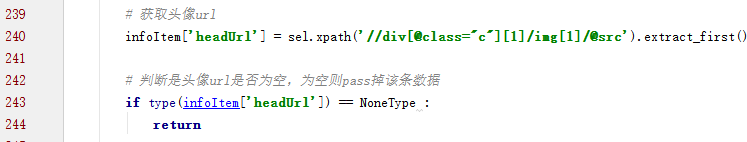 239 # 获取头像url
240 infoItem['headUrl'] = sel.xpath('//div[@class="c"][1]/img[1]/@src').extract_first()
241
242 # 判断是头像url是否为空，为空则pass掉该条数据
243 if type(infoItem['headUrl']) == NoneType :
244 return